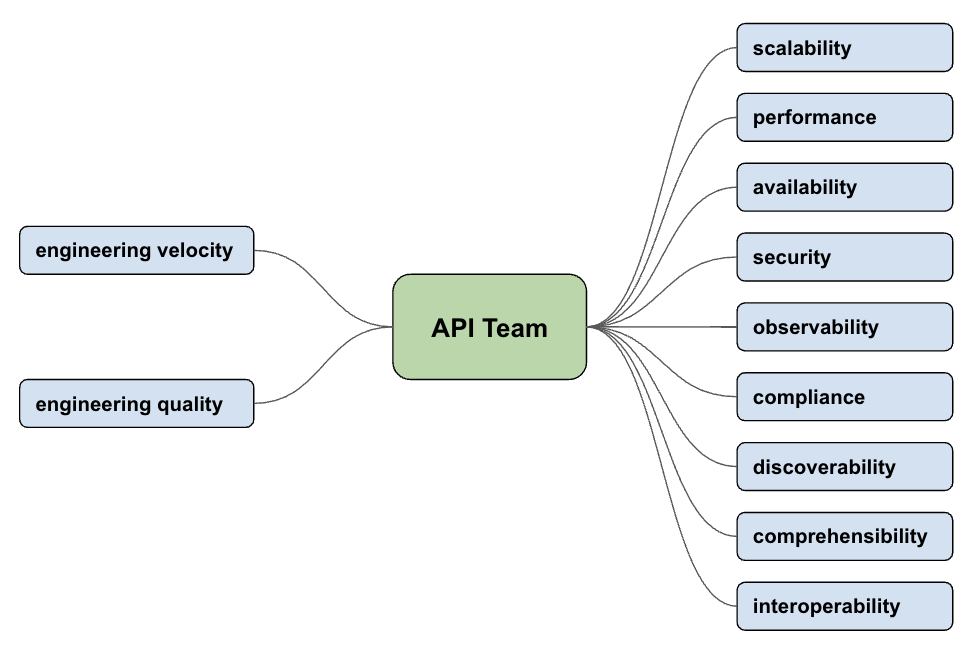 engineering velocity
engineering quality
API Team
scalability
performance
availability
security
observability
compliance
discoverability
comprehensibility
interoperability